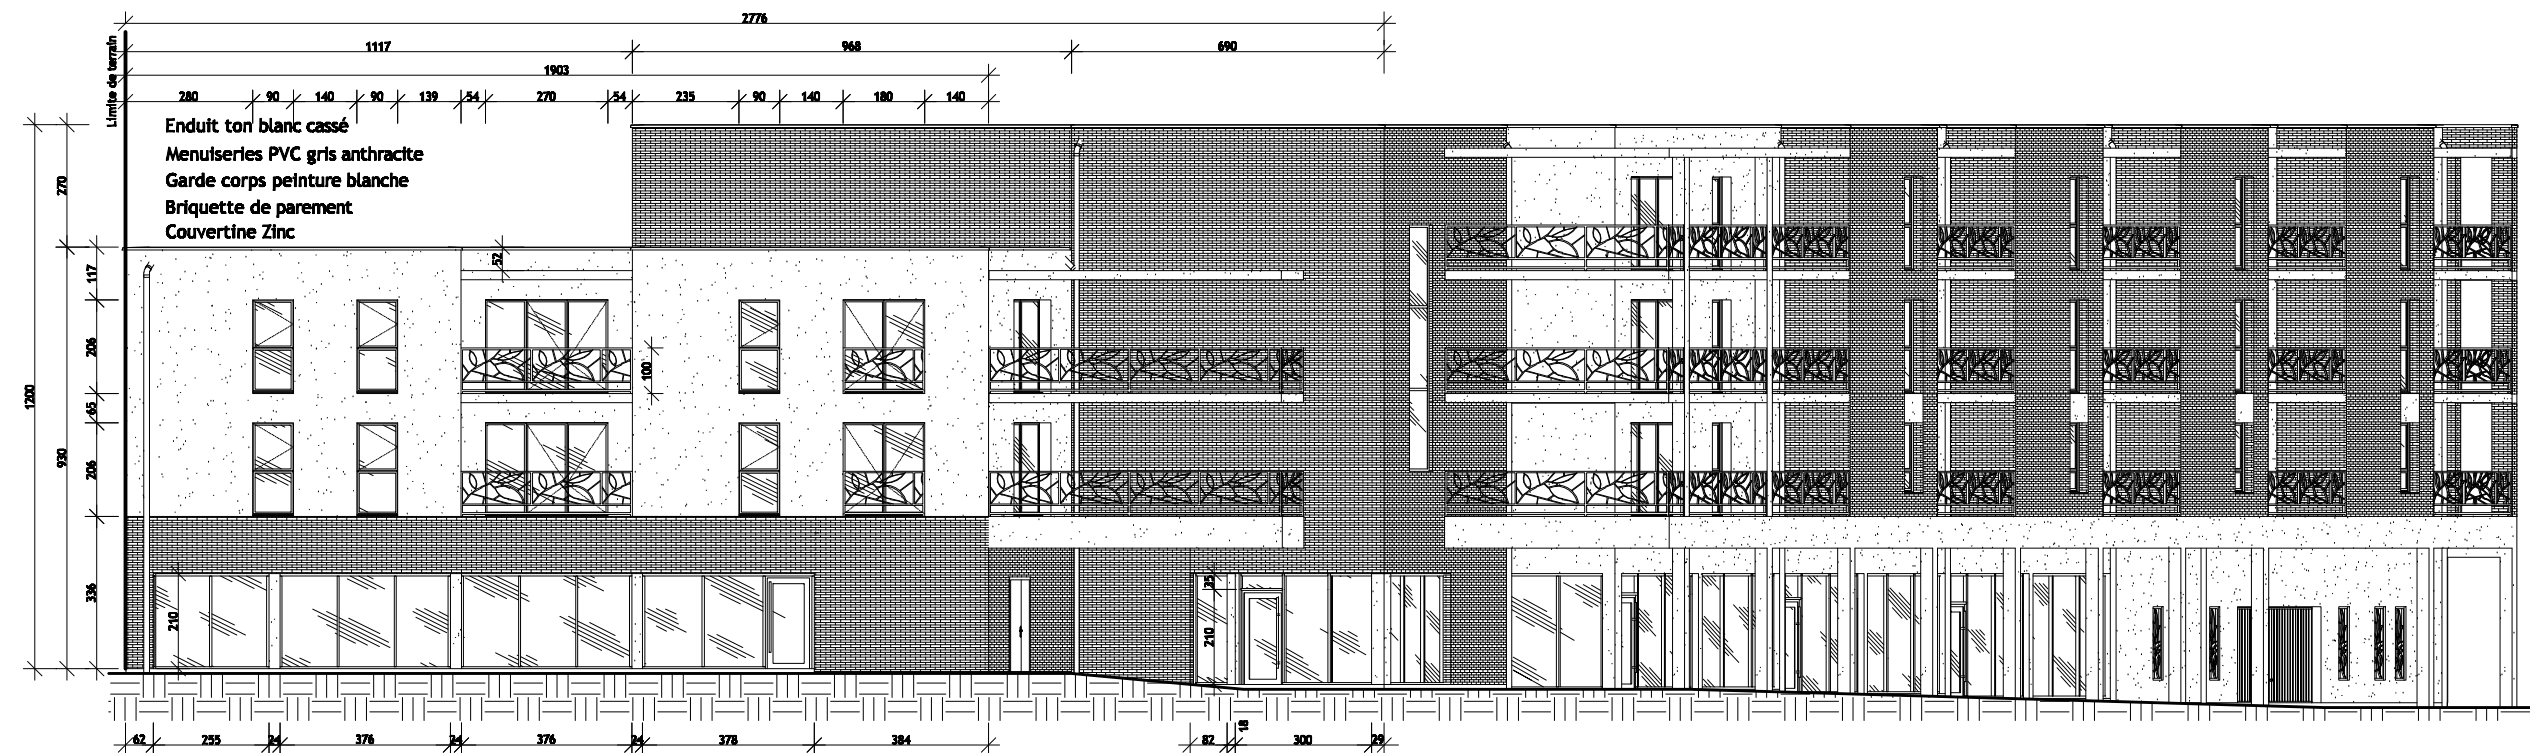 2776
1117 968 690
1903
280 90 140 90 139 54 270 54 235 90 140 180 140
Limite de terrain
Enduit ton blanc cassé
Menuiseries PVC gris anthracite
Garde corps peinture blanche
Briquette de parement
Couvertine Zinc
270
117
52
206
100
1200
65
930
206
336
210
35
210
18
62 255 24 376 24 376 24 378 384 82 300 29